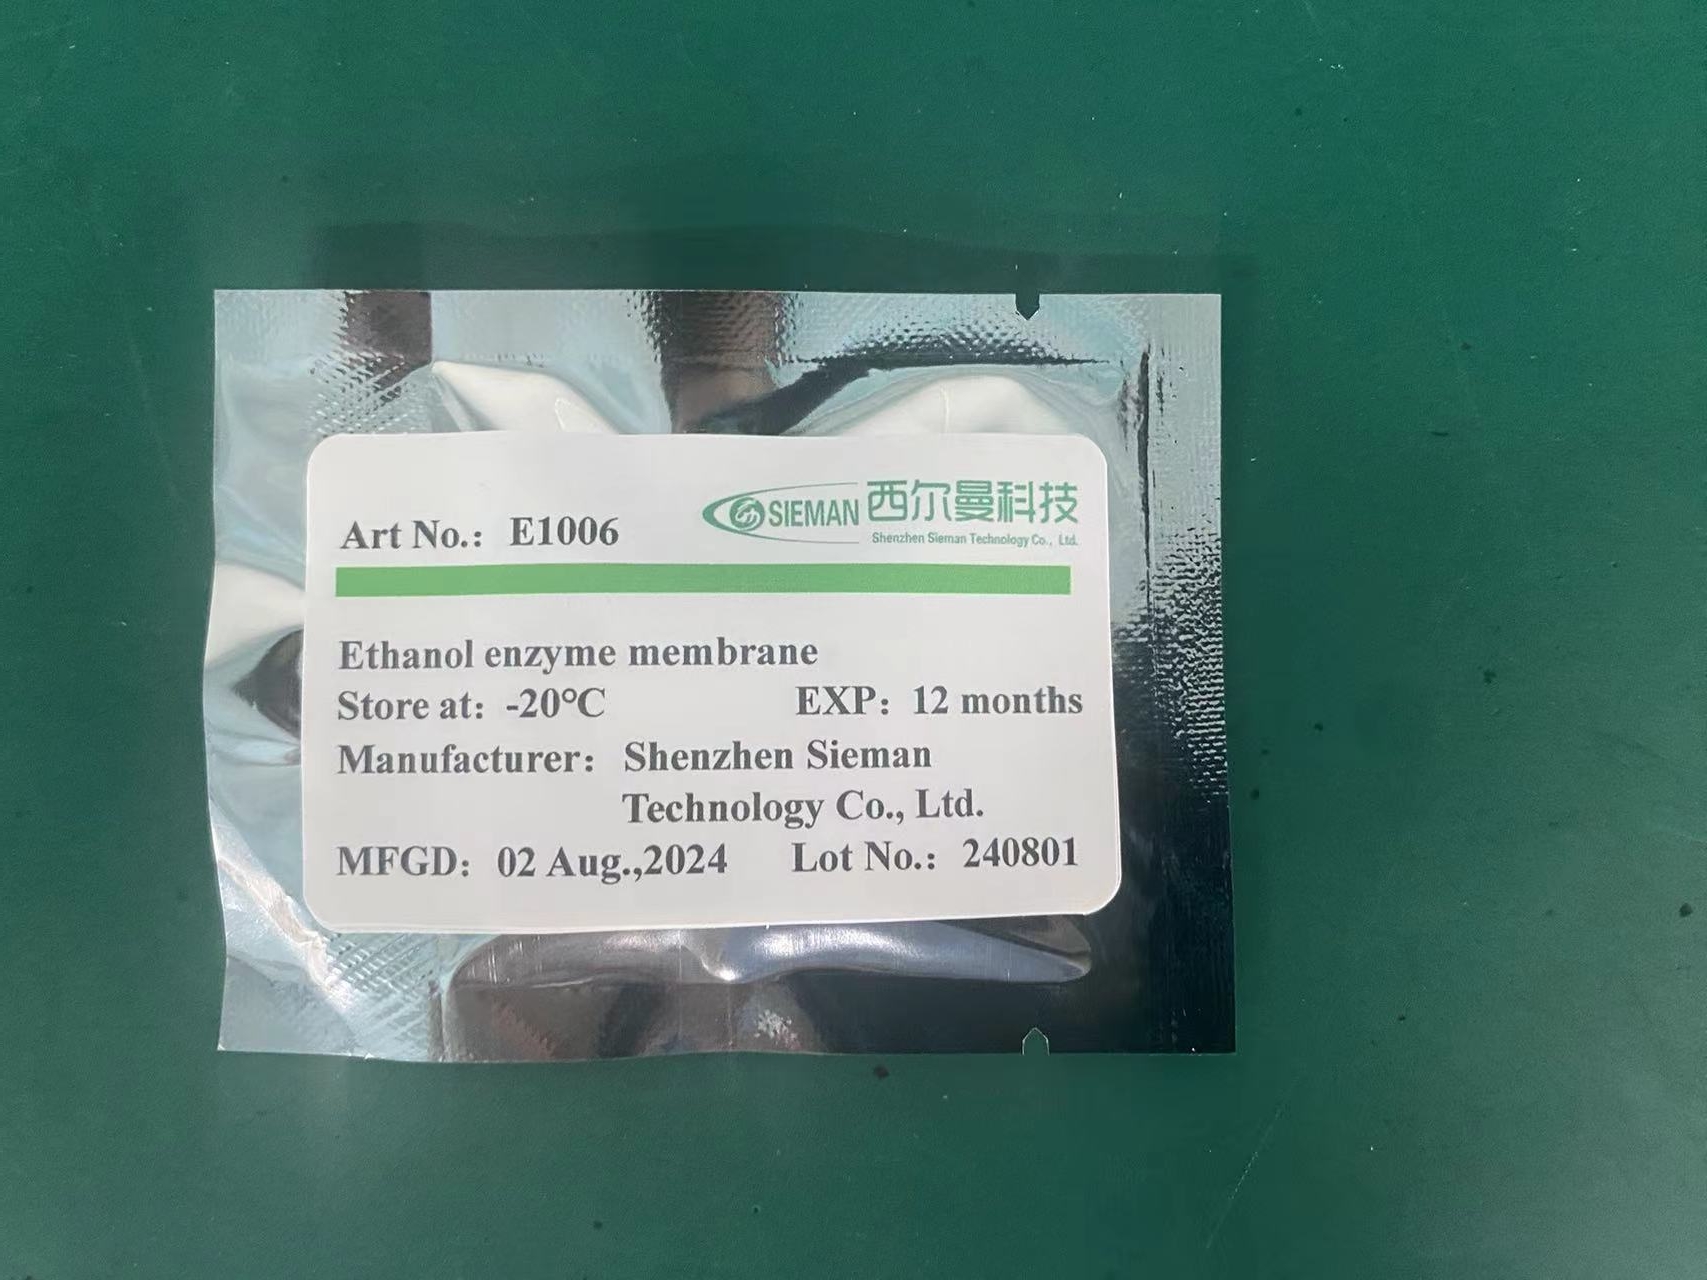 Art No.： E1006
SIEMAN 西尔曼科技
Shenzhen Sieman Technology Co., Ltd.
Ethanol enzyme membrane
Store at： -20℃ EXP： 12 months
Manufacturer： Shenzhen Sieman
Technology Co., Ltd.
MFGD： 02 Aug.,2024 Lot No.： 240801